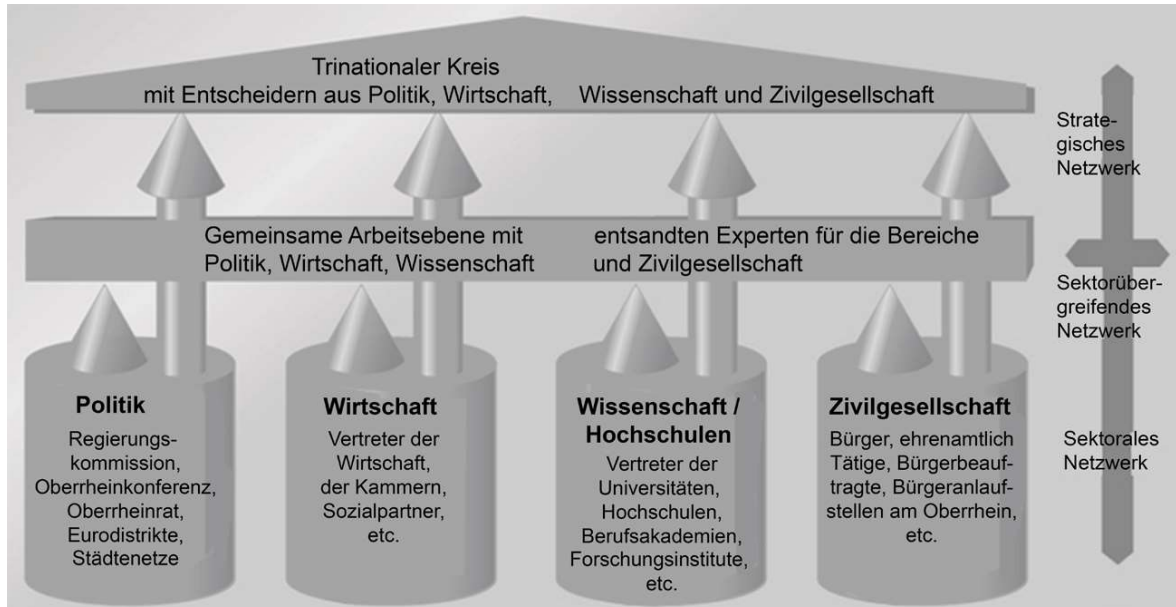 Trinationaler Kreis
mit Entscheidern aus Politik, Wirtschaft, Wissenschaft und Zivilgesellschaft
Strate-
gisches
Netzwerk
Gemeinsame Arbeitsebene mit entsandten Experten für die Bereiche
Politik, Wirtschaft, Wissenschaft und Zivilgesellschaft
Sektorüber-
greifendes
Netzwerk
Politik
Regierungs-
kommission,
Oberrheinkonferenz,
Oberrheinrat,
Eurodistrikte,
Städtenetze
Wirtschaft
Vertreter der
Wirtschaft,
der Kammern,
Sozialpartner,
etc.
Wissenschaft /
Hochschulen
Vertreter der
Universitäten,
Hochschulen,
Berufsakademien,
Forschungsinstitute,
etc.
Zivilgesellschaft
Bürger, ehrenamtlich
Tätige, Bürgerbeauf-
tragte, Bürgeranlauf-
stellen am Oberrhein,
etc.
Sektorales
Netzwerk